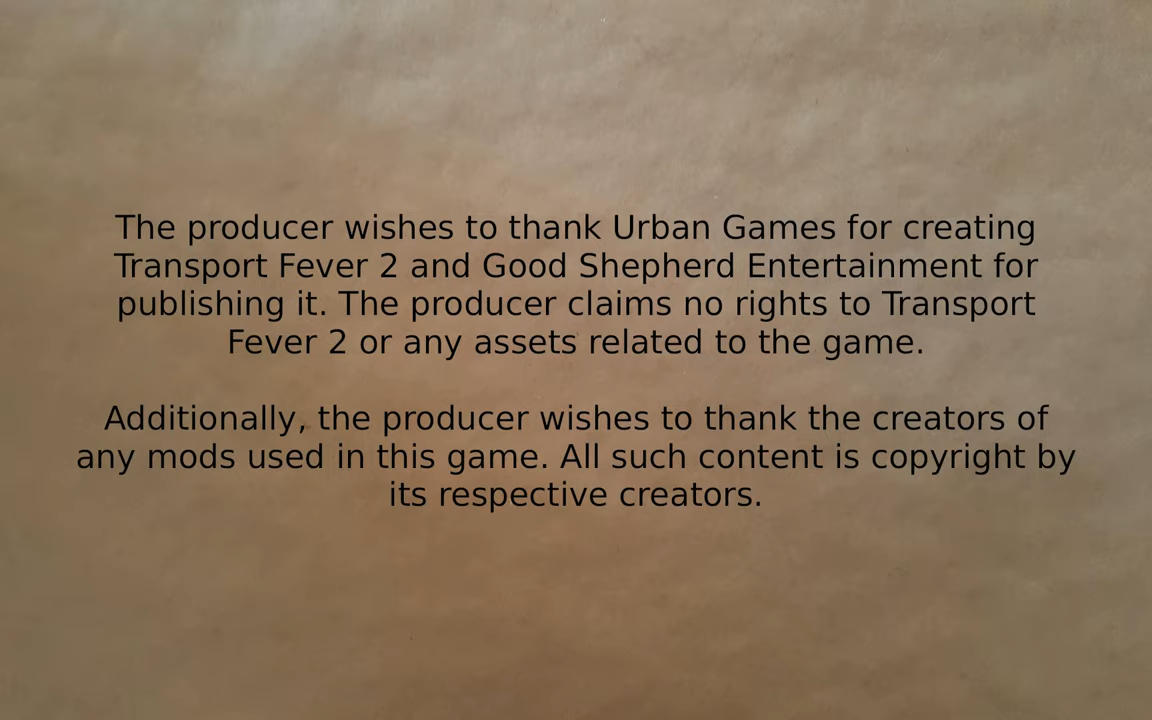 The producer wishes to thank Urban Games for creating
Transport Fever 2 and Good Shepherd Entertainment for
publishing it. The producer claims no rights to Transport
Fever 2 or any assets related to the game.
Additionally, the producer wishes to thank the creators of
any mods used in this game. All such content is copyright by
its respective creators.